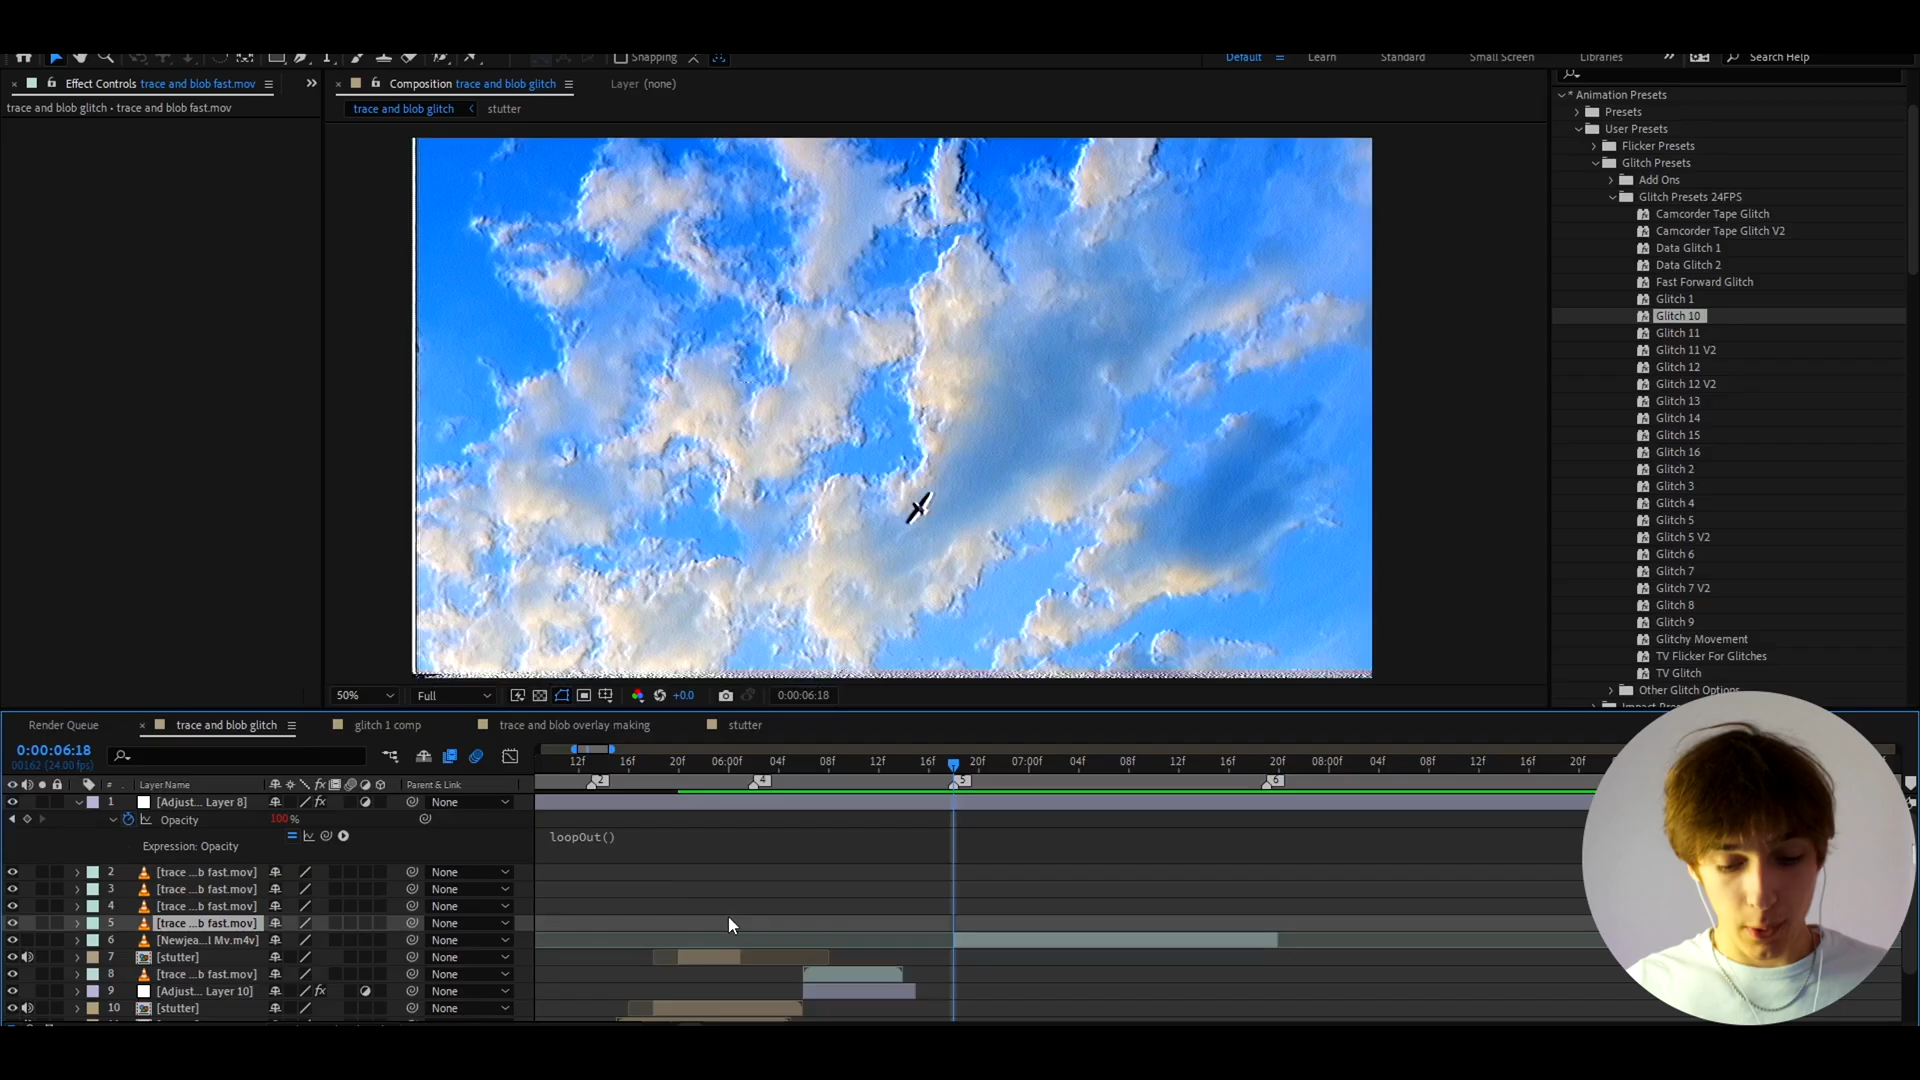 Snapping
Default
Learn
Standard
Small Screen
Libraries
Search Help
Effect Controls trace and blob fast.mov
Composition trace and blob glitch
Layer (none)
trace and blob glitch • trace and blob fast.mov
trace and blob glitch
stutter
* Animation Presets
Presets
User Presets
Flicker Presets
Glitch Presets
Add Ons
Glitch Presets 24FPS
Camcorder Tape Glitch
Camcorder Tape Glitch V2
Data Glitch 1
Data Glitch 2
Fast Forward Glitch
Glitch 1
Glitch 10
Glitch 11
Glitch 11 V2
Glitch 12
Glitch 12 V2
Glitch 13
Glitch 14
Glitch 15
Glitch 16
Glitch 2
Glitch 3
Glitch 4
Glitch 5
Glitch 5 V2
Glitch 6
Glitch 7
Glitch 7 V2
Glitch 8
Glitch 9
Glitchy Movement
TV Flicker For Glitches
TV Glitch
Other Glitch Options
50%
Full
+0.0
0:00:06:18
Render Queue
trace and blob glitch
glitch 1 comp
trace and blob overlay making
stutter
0:00:06:18
00162 (24.00 fps)
12f 16f 20f 06:00f 04f 08f 12f 16f 20f 07:00f 04f 08f 12f 16f 20f 08:00f 04f 08f 12f 16f 20f
# Layer Name fx Parent & Link
2 4 5 6
1 [Adjust... Layer 8] fx None
Opacity 100 %
Expression: Opacity loopOut()
2 [trace ...b fast.mov] None
3 [trace ...b fast.mov] None
4 [trace ...b fast.mov] None
5 [trace ...b fast.mov] None
6 [Newjea...l Mv.m4v] None
7 [stutter] None
8 [trace ...b fast.mov] None
9 [Adjust... Layer 10] fx None
10 [stutter] None